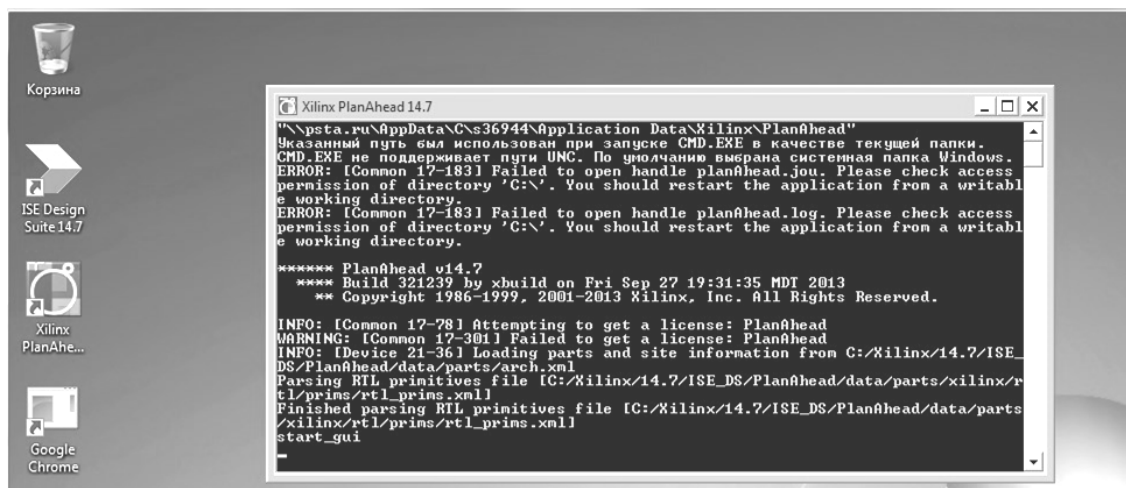 Корзина
ISE Design
Suite 14.7
Xilinx
PlanAhe...
Google
Chrome
Xilinx PlanAhead 14.7
"\\psta.ru\AppData\C\s36944\Application Data\Xilinx\PlanAhead"
Указанный путь был использован при запуске CMD.EXE в качестве текущей папки.
CMD.EXE не поддерживает пути UNC. По умолчанию выбрана системная папка Windows.
ERROR: [Common 17-183] Failed to open handle planAhead.jou. Please check access
permission of directory 'C:\'. You should restart the application from a writabl
e working directory.
ERROR: [Common 17-183] Failed to open handle planAhead.log. Please check access
permission of directory 'C:\'. You should restart the application from a writabl
e working directory.
****** PlanAhead v14.7
**** Build 321239 by xbuild on Fri Sep 27 19:31:35 MDT 2013
** Copyright 1986-1999, 2001-2013 Xilinx, Inc. All Rights Reserved.
INFO: [Common 17-78] Attempting to get a license: PlanAhead
WARNING: [Common 17-301] Failed to get a license: PlanAhead
INFO: [Device 21-36] Loading parts and site information from C:/Xilinx/14.7/ISE_
DS/PlanAhead/data/parts/arch.xml
Parsing RTL primitives file [C:/Xilinx/14.7/ISE_DS/PlanAhead/data/parts/xilinx/r
tl/prims/rtl_prims.xml]
Finished parsing RTL primitives file [C:/Xilinx/14.7/ISE_DS/PlanAhead/data/parts
/xilinx/rtl/prims/rtl_prims.xml]
start_gui